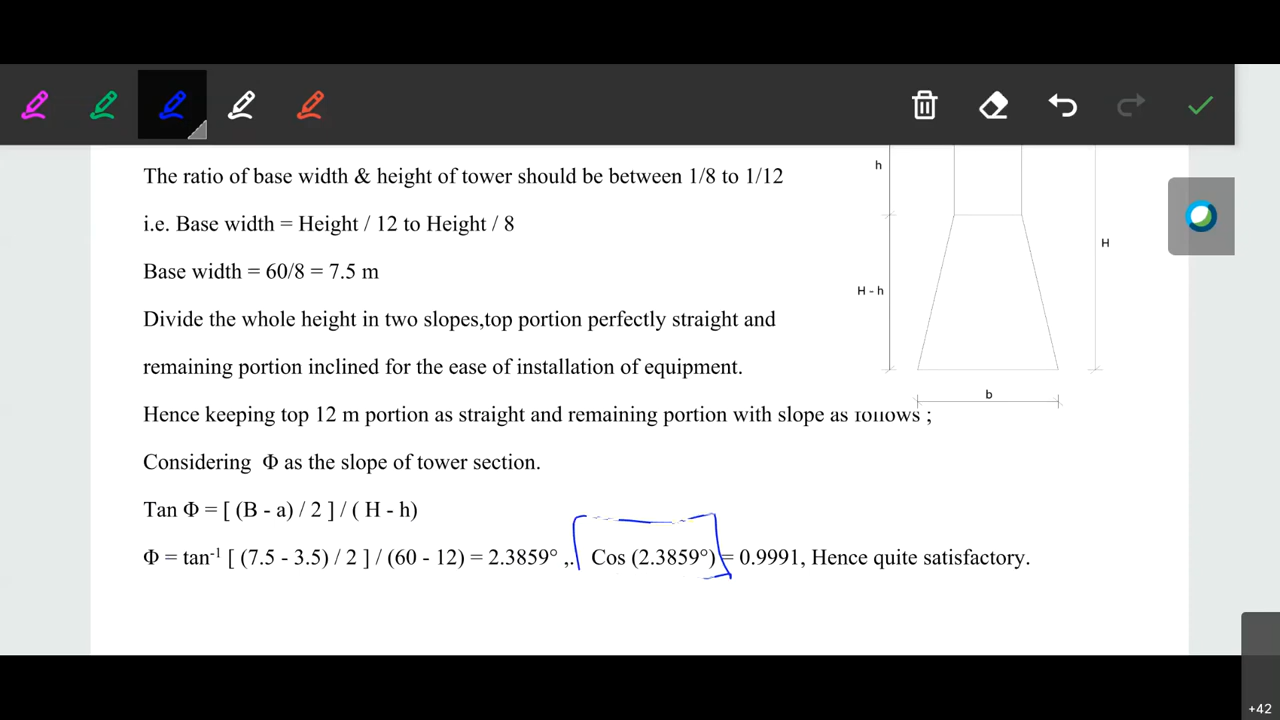 The ratio of base width & height of tower should be between 1/8 to 1/12
i.e. Base width = Height / 12 to Height / 8
Base width = 60/8 = 7.5 m
Divide the whole height in two slopes,top portion perfectly straight and
remaining portion inclined for the ease of installation of equipment.
Hence keeping top 12 m portion as straight and remaining portion with slope as follows ;
Considering Φ as the slope of tower section.
Tan Φ = [ (B - a) / 2 ] / ( H - h)
Φ = tan⁻¹ [ (7.5 - 3.5) / 2 ] / (60 - 12) = 2.3859° ,. Cos (2.3859°) = 0.9991, Hence quite satisfactory.
h
H
H - h
b
+42